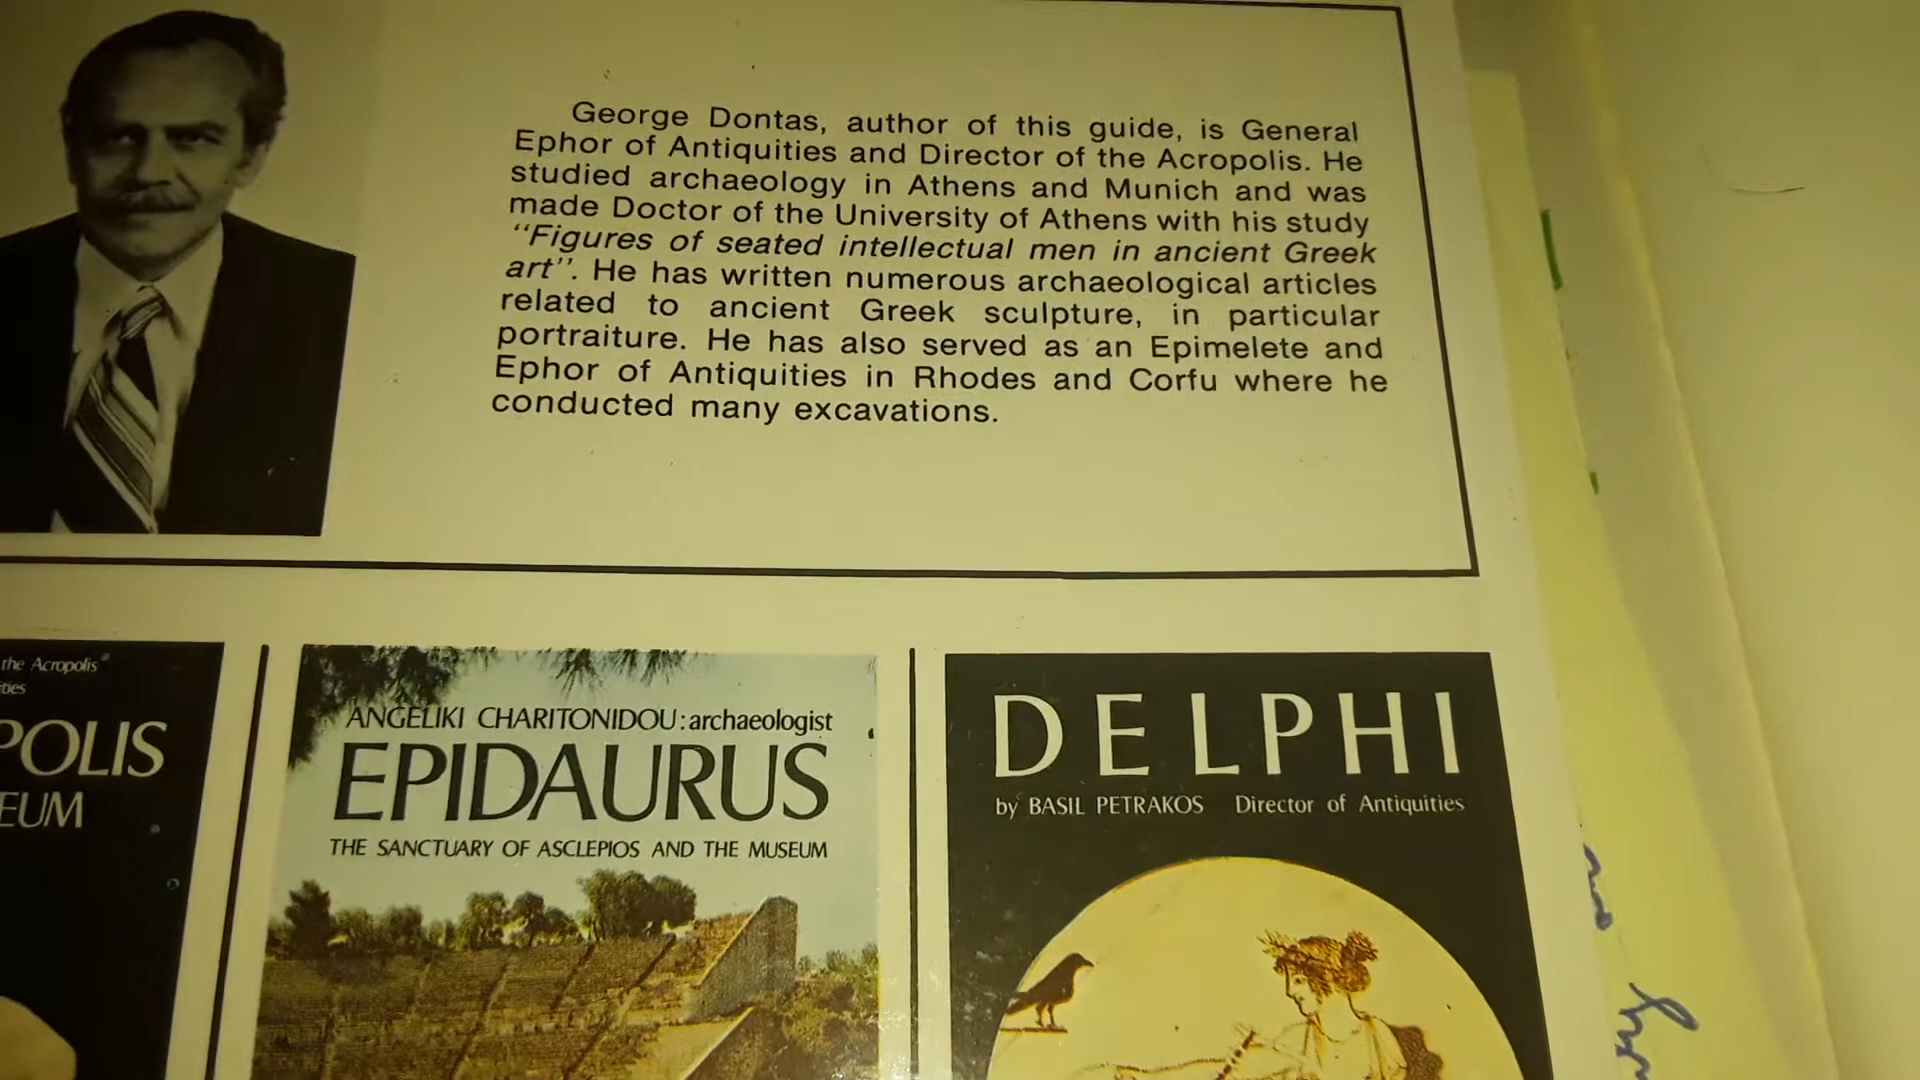 George Dontas, author of this guide, is General
Ephor of Antiquities and Director of the Acropolis. He
studied archaeology in Athens and Munich and was
made Doctor of the University of Athens with his study
"Figures of seated intellectual men in ancient Greek
art". He has written numerous archaeological articles
related to ancient Greek sculpture, in particular
portraiture. He has also served as an Epimelete and
Ephor of Antiquities in Rhodes and Corfu where he
conducted many excavations.
the Acropolis
ities
POLIS
EUM
ANGELIKI CHARITONIDOU: archaeologist
EPIDAURUS
THE SANCTUARY OF ASCLEPIOS AND THE MUSEUM
DELPHI
by BASIL PETRAKOS Director of Antiquities